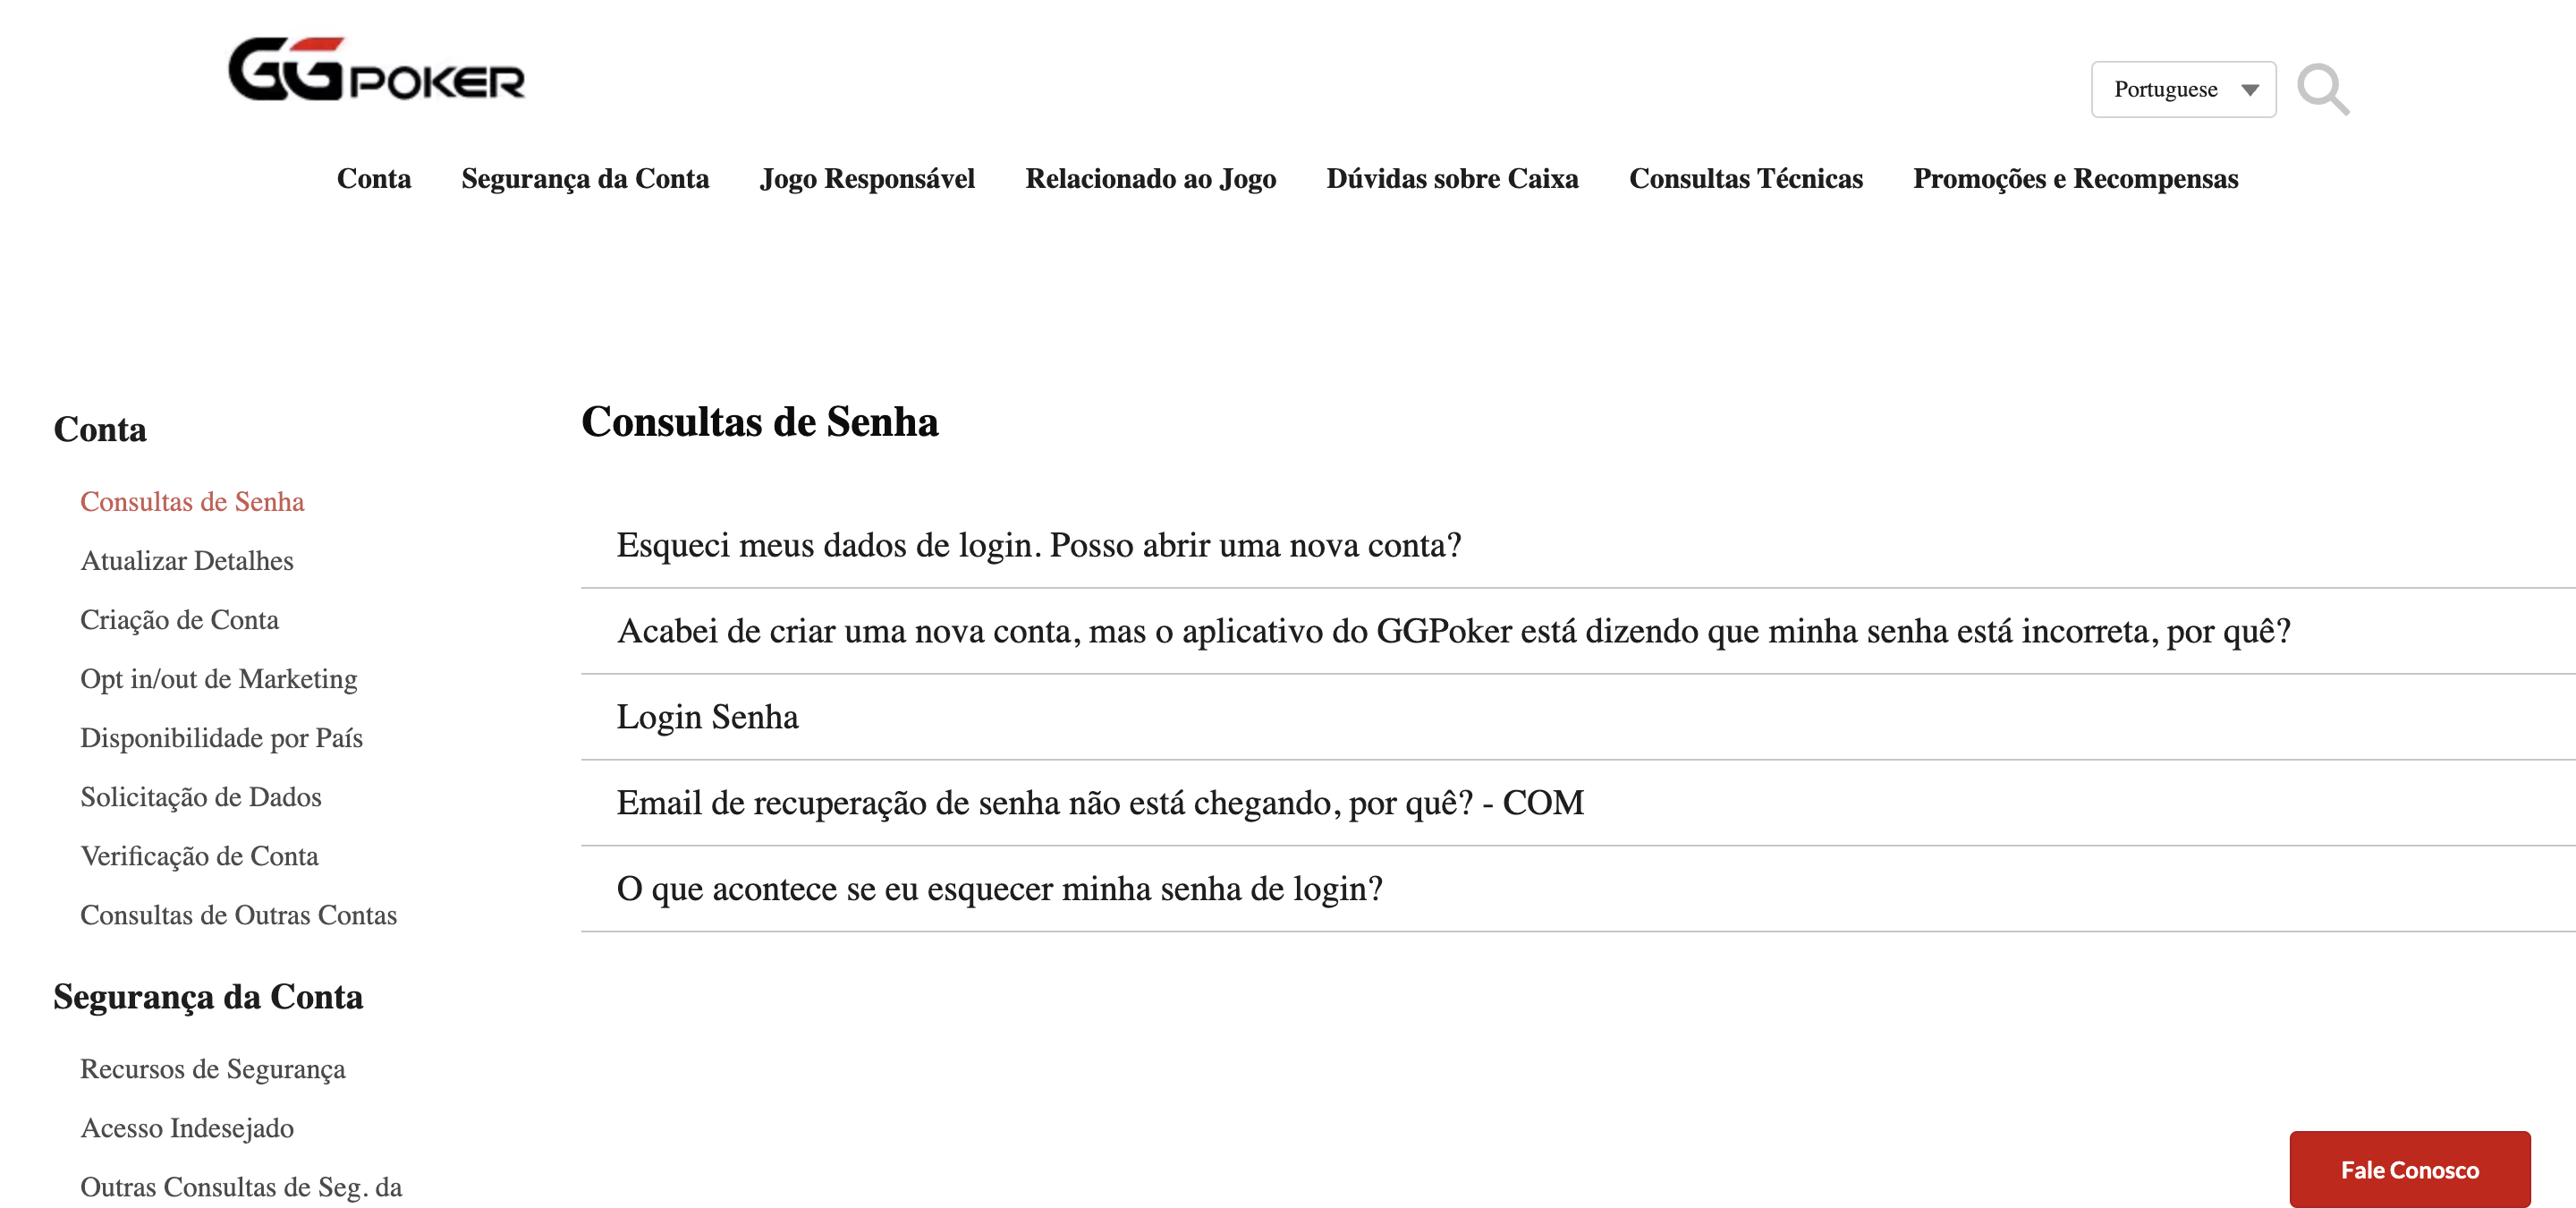 GGPOKER
Portuguese
Conta Segurança da Conta Jogo Responsável Relacionado ao Jogo Dúvidas sobre Caixa Consultas Técnicas Promoções e Recompensas
Conta
Consultas de Senha
Atualizar Detalhes
Criação de Conta
Opt in/out de Marketing
Disponibilidade por País
Solicitação de Dados
Verificação de Conta
Consultas de Outras Contas
Segurança da Conta
Recursos de Segurança
Acesso Indesejado
Outras Consultas de Seg. da
Consultas de Senha
Esqueci meus dados de login. Posso abrir uma nova conta?
Acabei de criar uma nova conta, mas o aplicativo do GGPoker está dizendo que minha senha está incorreta, por quê?
Login Senha
Email de recuperação de senha não está chegando, por quê? - COM
O que acontece se eu esquecer minha senha de login?
Fale Conosco